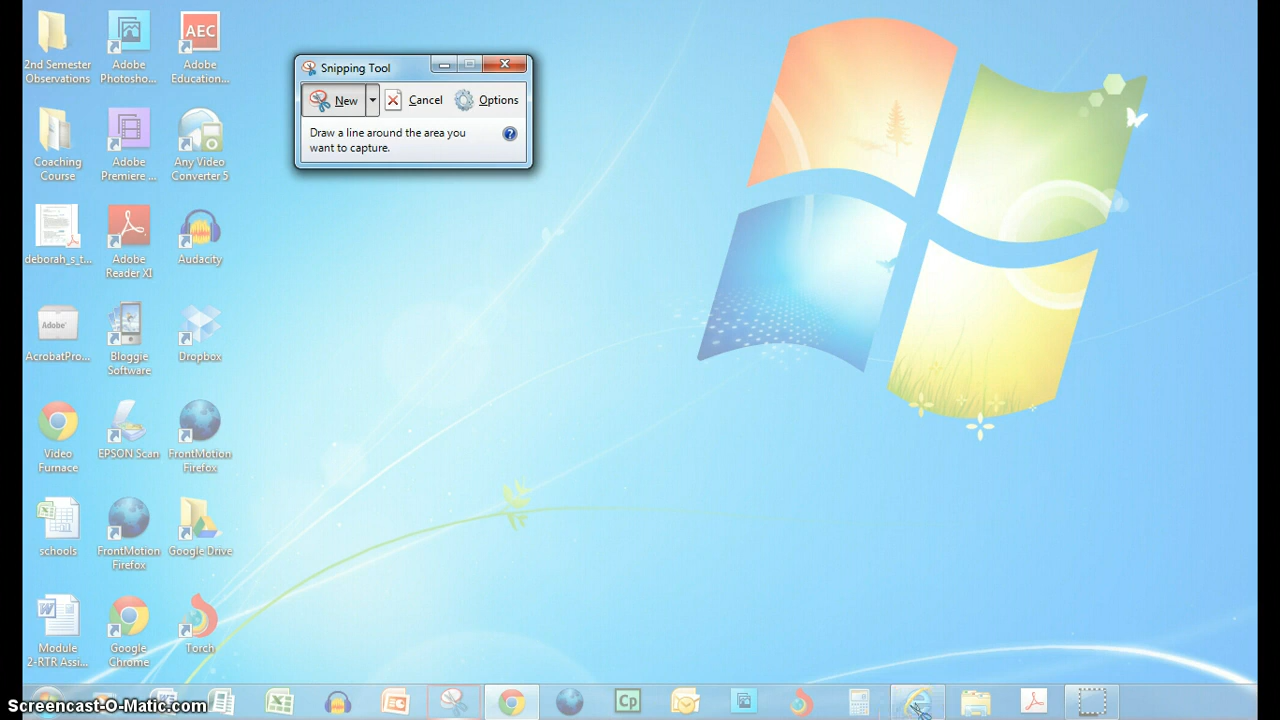 Snipping Tool
New
Cancel
Options
Draw a line around the area you
want to capture.
2nd Semester
Observations
Adobe
Photosho...
AEC
Adobe
Education...
Coaching
Course
Adobe
Premiere ...
Any Video
Converter 5
deborah_s_t...
Adobe
Reader XI
Audacity
Adobe
AcrobatPro...
Bloggie
Software
Dropbox
Video
Furnace
EPSON Scan
FrontMotion
Firefox
schools
FrontMotion
Firefox
Google Drive
Module
2-RTR Assi...
Google
Chrome
Torch
Cp
Screencast-O-Matic.com